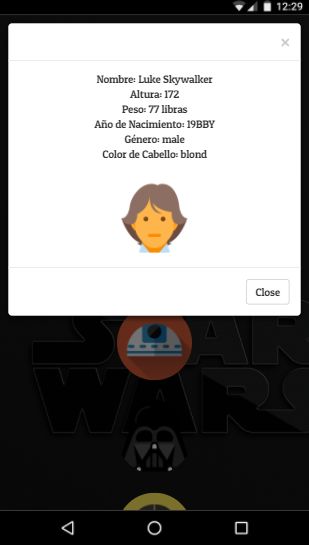 12:29
×
Nombre: Luke Skywalker
Altura: 172
Peso: 77 libras
Año de Nacimiento: 19BBY
Género: male
Color de Cabello: blond
Close
STAR
WARS